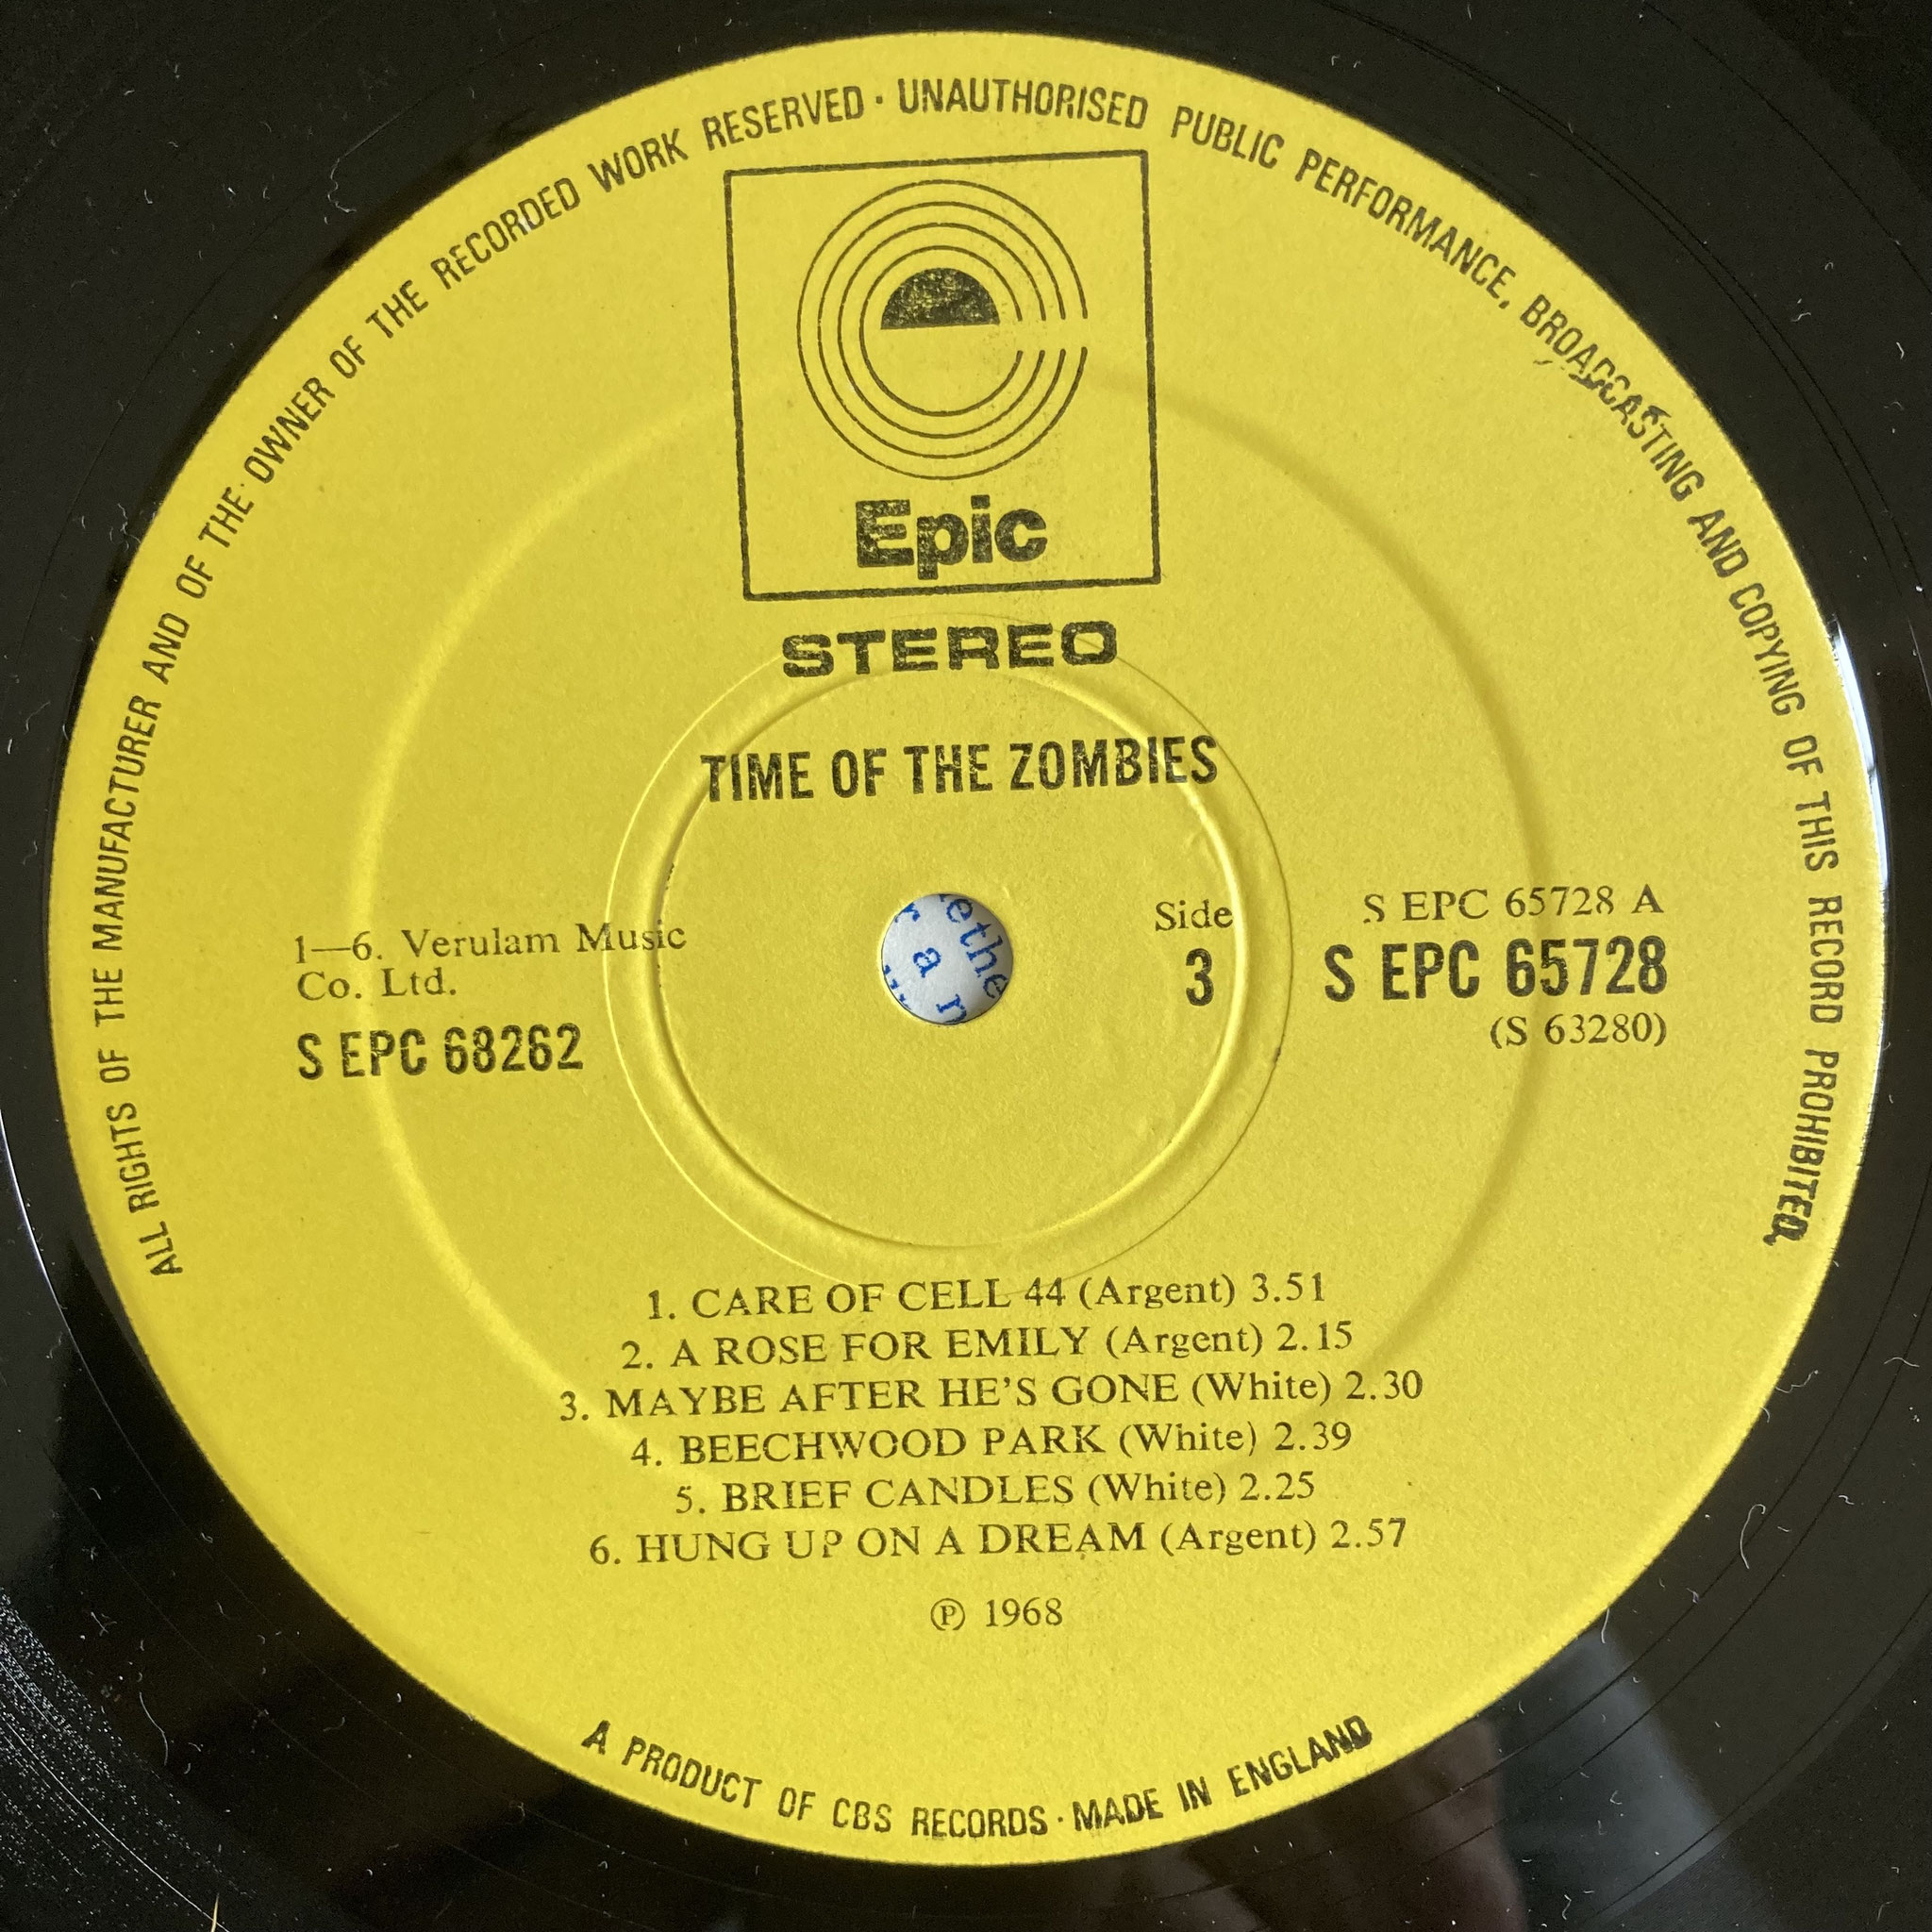 ALL RIGHTS OF THE MANUFACTURER AND OF THE OWNER OF THE RECORDED WORK RESERVED · UNAUTHORISED PUBLIC PERFORMANCE, BROADCASTING AND COPYING OF THIS RECORD PROHIBITED.
Epic
STEREO
TIME OF THE ZOMBIES
1—6. Verulam Music
Co. Ltd.
S EPC 68262
Side
3
S EPC 65728 A
S EPC 65728
(S 63280)
ethe
r a n
1. CARE OF CELL 44 (Argent) 3.51
2. A ROSE FOR EMILY (Argent) 2.15
3. MAYBE AFTER HE'S GONE (White) 2.30
4. BEECHWOOD PARK (White) 2.39
5. BRIEF CANDLES (White) 2.25
6. HUNG UP ON A DREAM (Argent) 2.57
℗ 1968
A PRODUCT OF CBS RECORDS · MADE IN ENGLAND